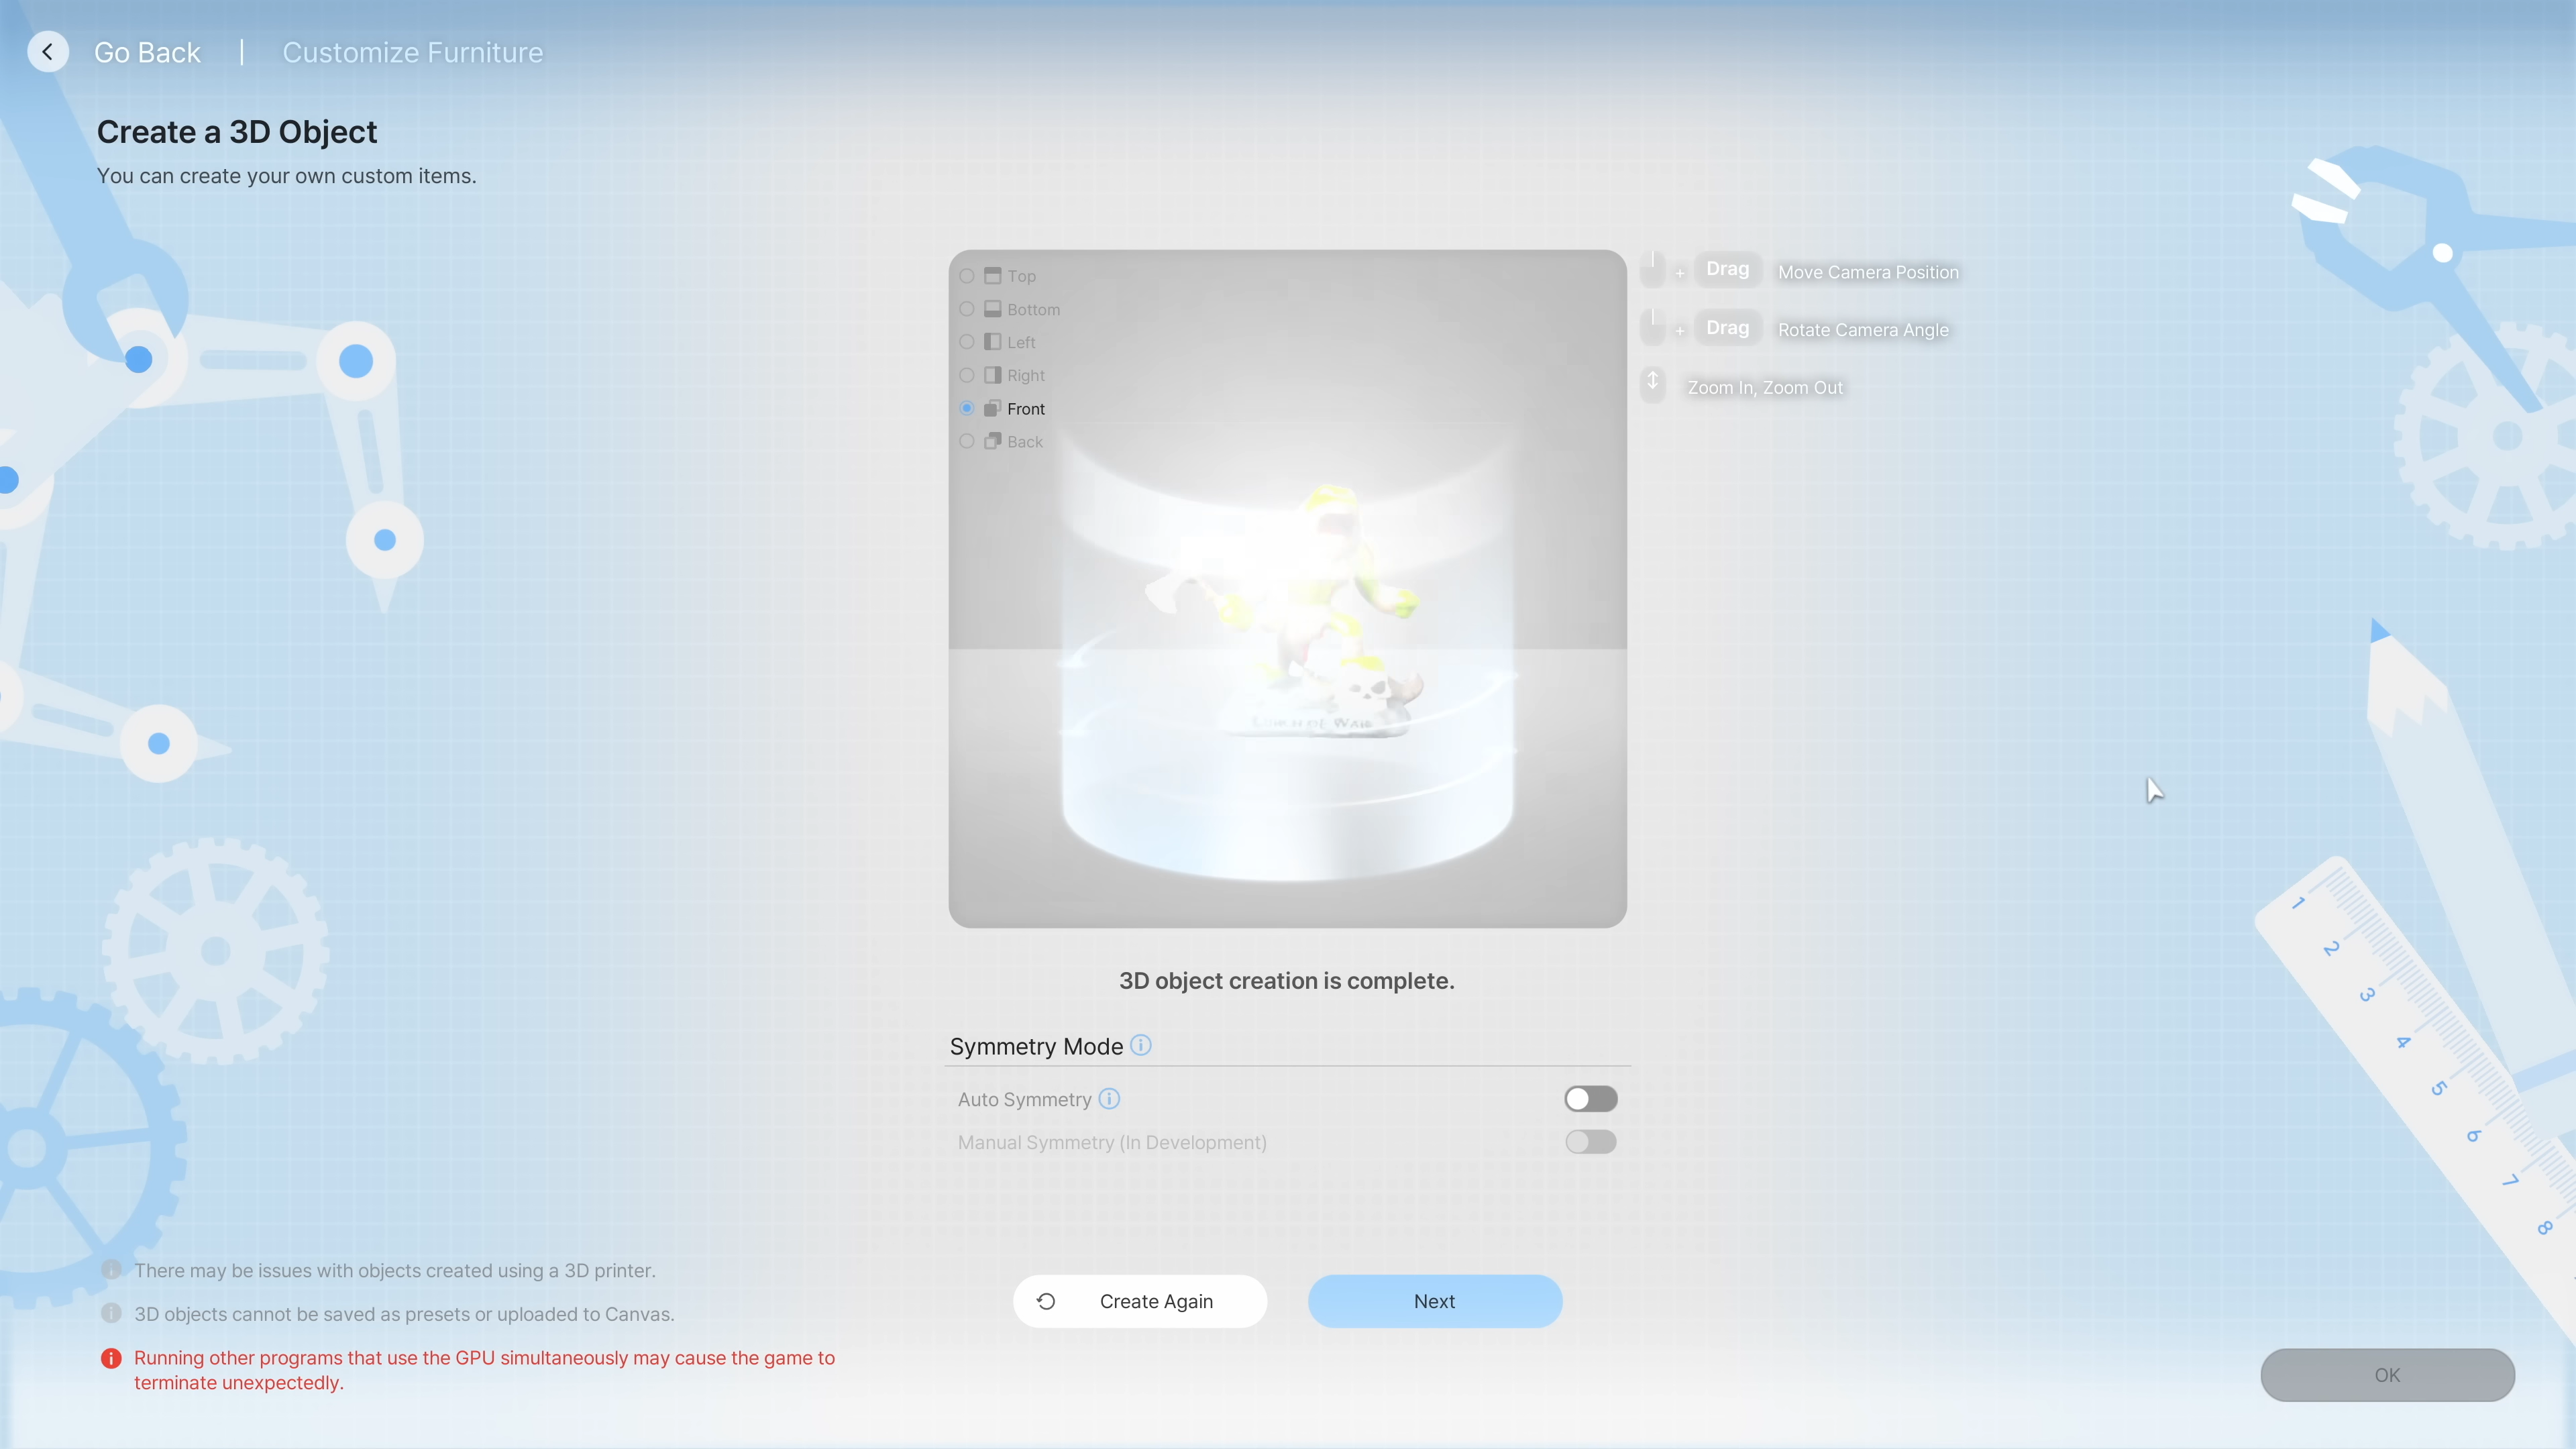 Go Back | Customize Furniture
Create a 3D Object
You can create your own custom items.
Top
Bottom
Left
Right
Front
Back
+ Drag Move Camera Position
+ Drag Rotate Camera Angle
Zoom In, Zoom Out
3D object creation is complete.
Symmetry Mode
Auto Symmetry
Manual Symmetry (In Development)
There may be issues with objects created using a 3D printer.
3D objects cannot be saved as presets or uploaded to Canvas.
Running other programs that use the GPU simultaneously may cause the game to
terminate unexpectedly.
Create Again
Next
OK
1
2
3
4
5
6
7
8